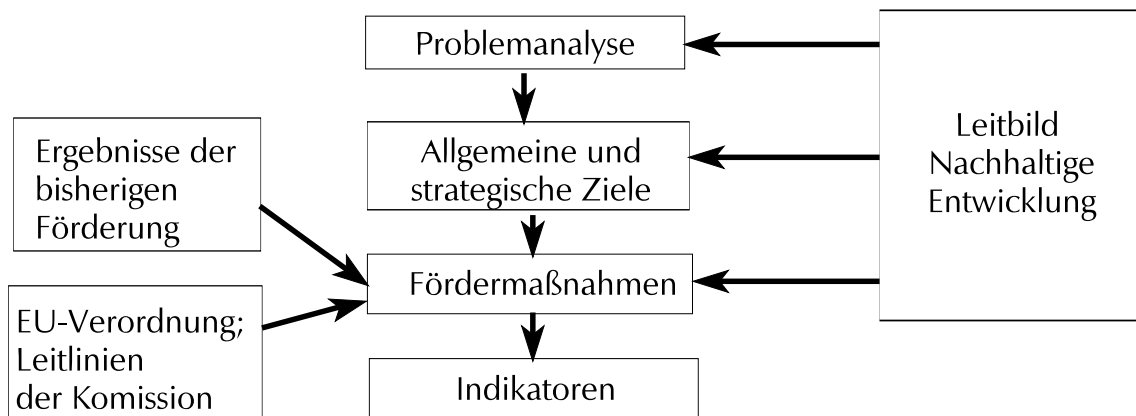 Problemanalyse
Allgemeine und
strategische Ziele
Fördermaßnahmen
Indikatoren
Ergebnisse der
bisherigen
Förderung
EU-Verordnung;
Leitlinien
der Komission
Leitbild
Nachhaltige
Entwicklung